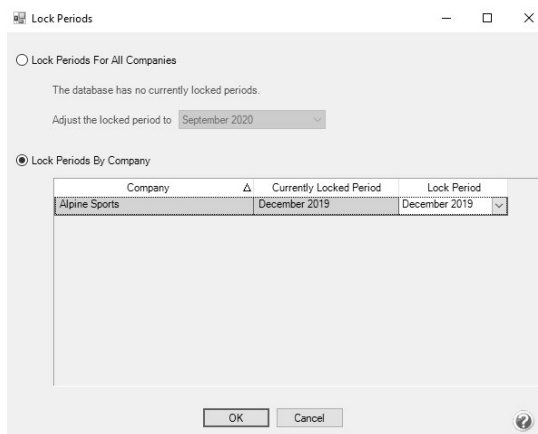 Lock Periods
Lock Periods For All Companies
The database has no currently locked periods.
Adjust the locked period to September 2020
Lock Periods By Company
Company Currently Locked Period Lock Period
Alpine Sports December 2019 December 2019
OK Cancel
?